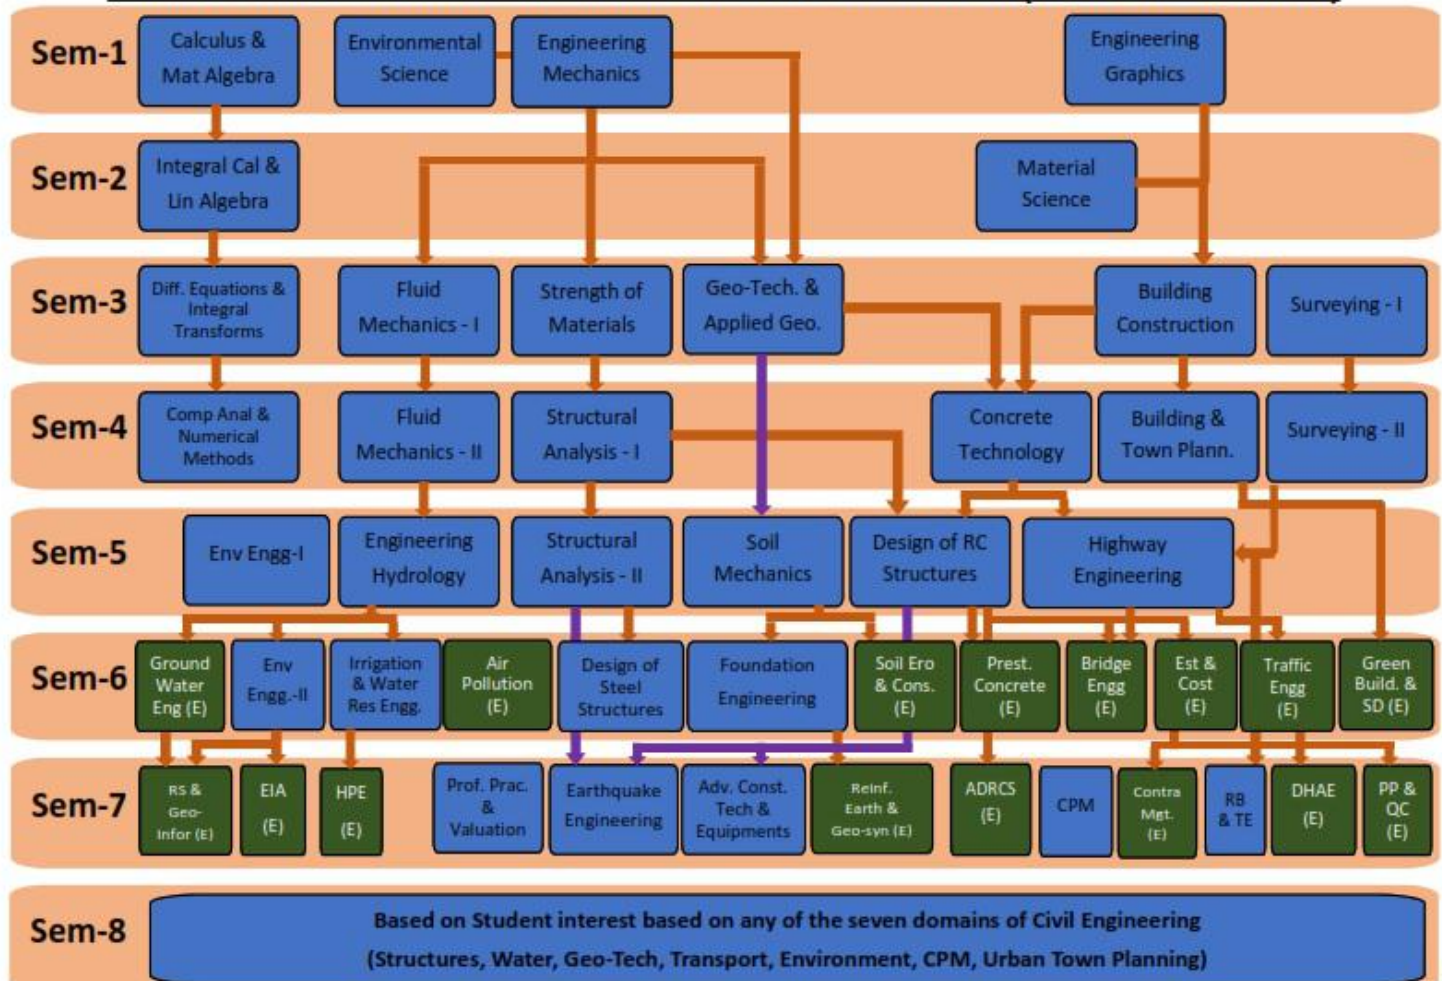 Sem-1
Calculus &
Mat Algebra
Environmental
Science
Engineering
Mechanics
Engineering
Graphics
Sem-2
Integral Cal &
Lin Algebra
Material
Science
Sem-3
Diff. Equations &
Integral
Transforms
Fluid
Mechanics - I
Strength of
Materials
Geo-Tech. &
Applied Geo.
Building
Construction
Surveying - I
Sem-4
Comp Anal &
Numerical
Methods
Fluid
Mechanics - II
Structural
Analysis - I
Concrete
Technology
Building &
Town Plann.
Surveying - II
Sem-5
Env Engg-I
Engineering
Hydrology
Structural
Analysis - II
Soil
Mechanics
Design of RC
Structures
Highway
Engineering
Sem-6
Ground
Water
Eng (E)
Env
Engg.-II
Irrigation
& Water
Res Engg.
Air
Pollution
(E)
Design of
Steel
Structures
Foundation
Engineering
Soil Ero
& Cons.
(E)
Prest.
Concrete
(E)
Bridge
Engg
(E)
Est &
Cost
(E)
Traffic
Engg
(E)
Green
Build. &
SD (E)
Sem-7
RS &
Geo-
Infor (E)
EIA
(E)
HPE
(E)
Prof. Prac.
&
Valuation
Earthquake
Engineering
Adv. Const.
Tech &
Equipments
Reinf.
Earth &
Geo-syn (E)
ADRCS
(E)
CPM
Contra
Mgt.
(E)
RB
& TE
DHAE
(E)
PP &
QC
(E)
Sem-8
Based on Student interest based on any of the seven domains of Civil Engineering
(Structures, Water, Geo-Tech, Transport, Environment, CPM, Urban Town Planning)